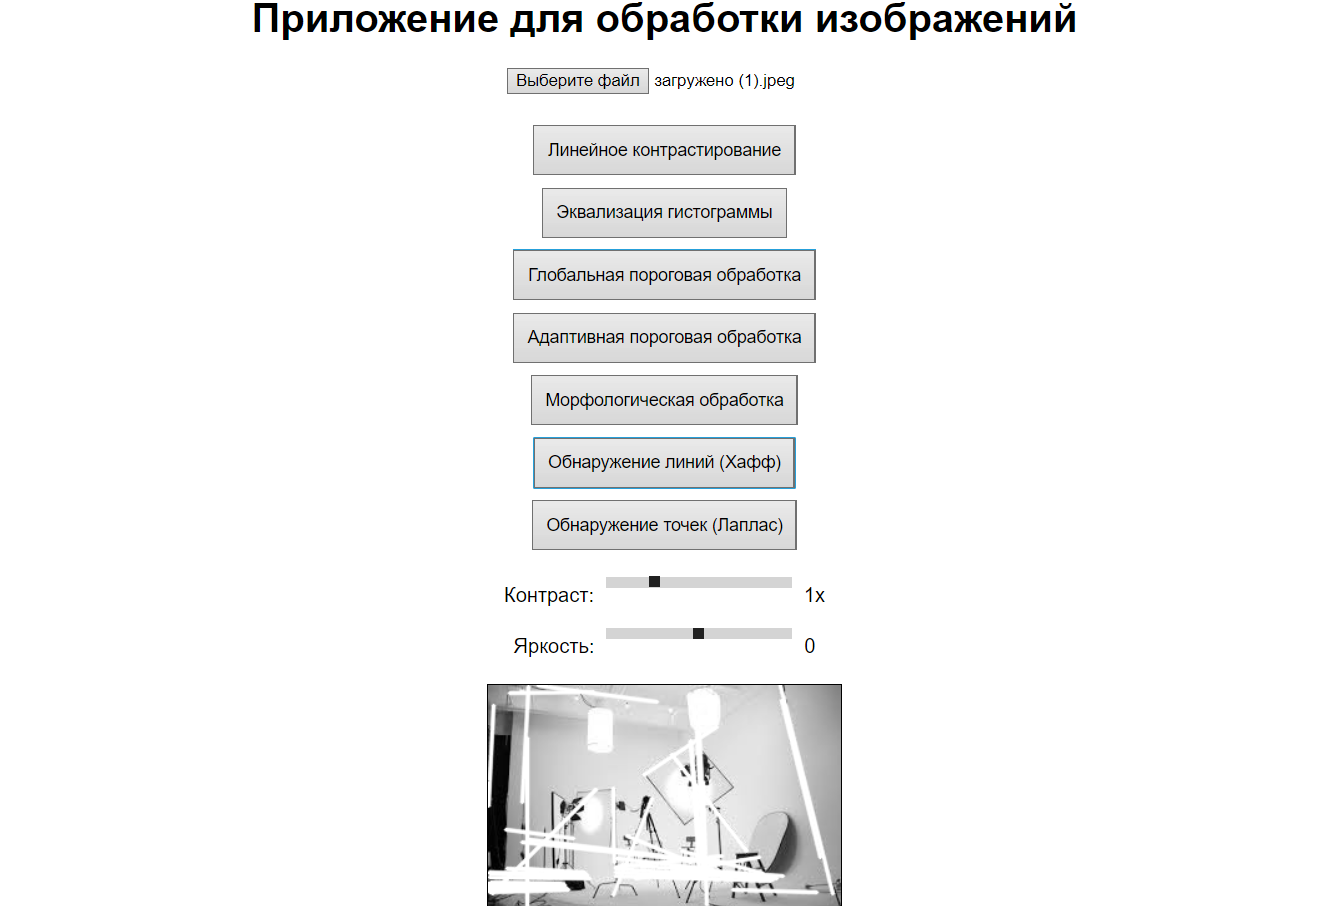 Приложение для обработки изображений
Выберите файл загружено (1).jpeg
Линейное контрастирование
Эквализация гистограммы
Глобальная пороговая обработка
Адаптивная пороговая обработка
Морфологическая обработка
Обнаружение линий (Хафф)
Обнаружение точек (Лаплас)
Контраст: 1x
Яркость: 0